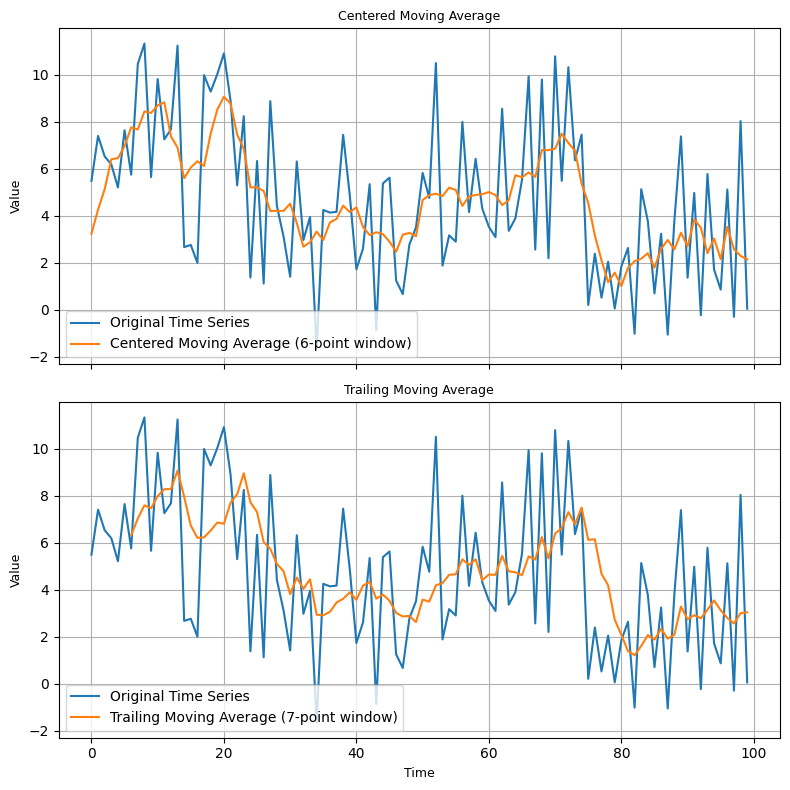 Centered Moving Average
Value
10
8
6
4
2
0
−2
Original Time Series
Centered Moving Average (6-point window)
Trailing Moving Average
Value
10
8
6
4
2
0
−2
Original Time Series
Trailing Moving Average (7-point window)
0 20 40 60 80 100
Time